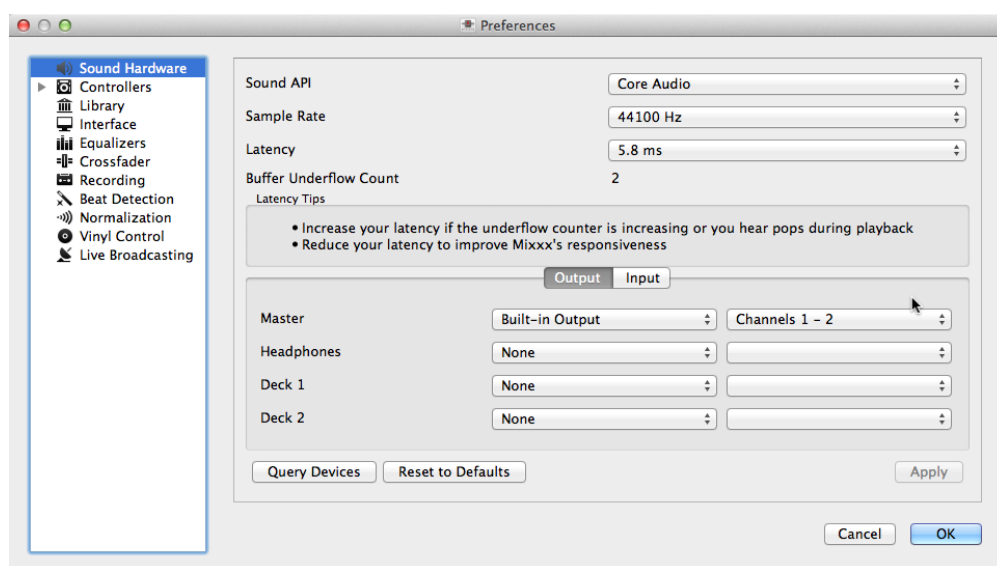 Preferences
Sound Hardware
Controllers
Library
Interface
Equalizers
Crossfader
Recording
Beat Detection
Normalization
Vinyl Control
Live Broadcasting
Sound API Core Audio
Sample Rate 44100 Hz
Latency 5.8 ms
Buffer Underflow Count 2
Latency Tips
• Increase your latency if the underflow counter is increasing or you hear pops during playback
• Reduce your latency to improve Mixxx's responsiveness
Output Input
Master Built-in Output Channels 1 – 2
Headphones None
Deck 1 None
Deck 2 None
Query Devices Reset to Defaults Apply
Cancel OK